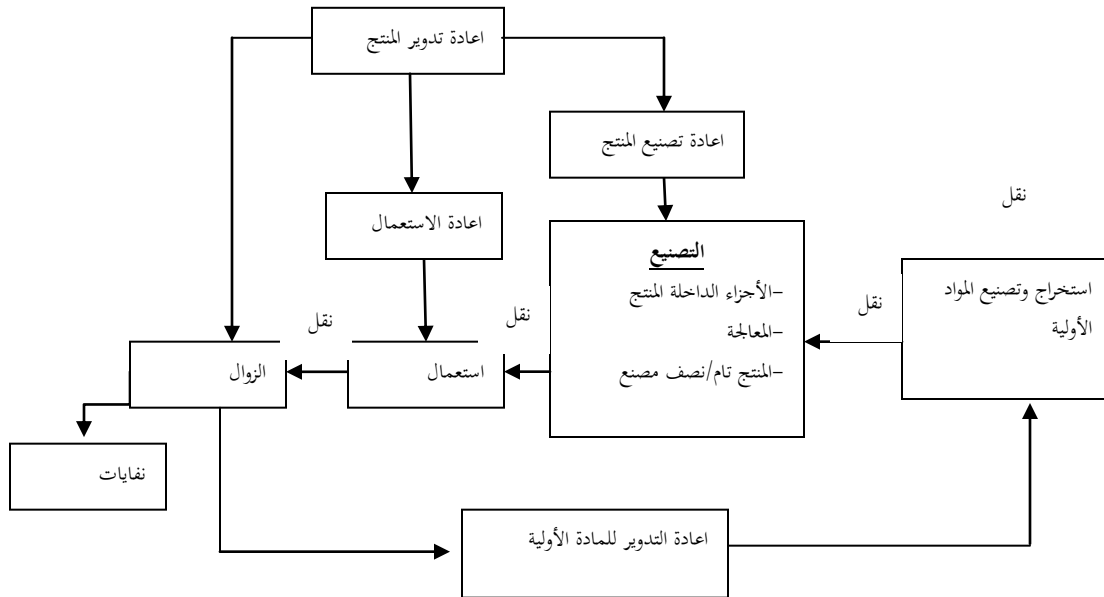 اعادة تدوير المنتج
اعادة تصنيع المنتج
نقل
اعادة الاستعمال
التصنيع
-الأجزاء الداخلة المنتج
-المعالجة
-المنتج تام/نصف مصنع
استخراج وتصنيع المواد
الأولية
نقل
نقل
نقل
استعمال
الزوال
نفايات
اعادة التدوير للمادة الأولية